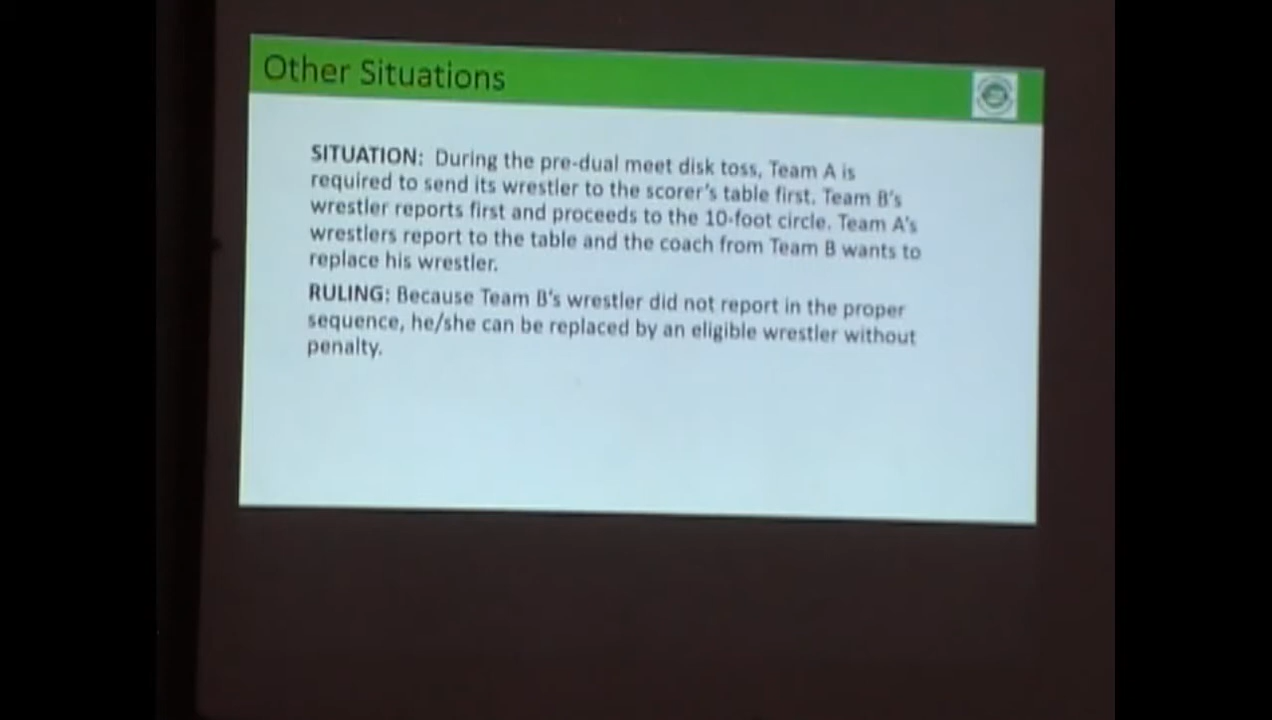 Other Situations
SITUATION: During the pre-dual meet disk toss, Team A is
required to send its wrestler to the scorer's table first. Team B's
wrestler reports first and proceeds to the 10-foot circle. Team A's
wrestlers report to the table and the coach from Team B wants to
replace his wrestler.
RULING: Because Team B's wrestler did not report in the proper
sequence, he/she can be replaced by an eligible wrestler without
penalty.